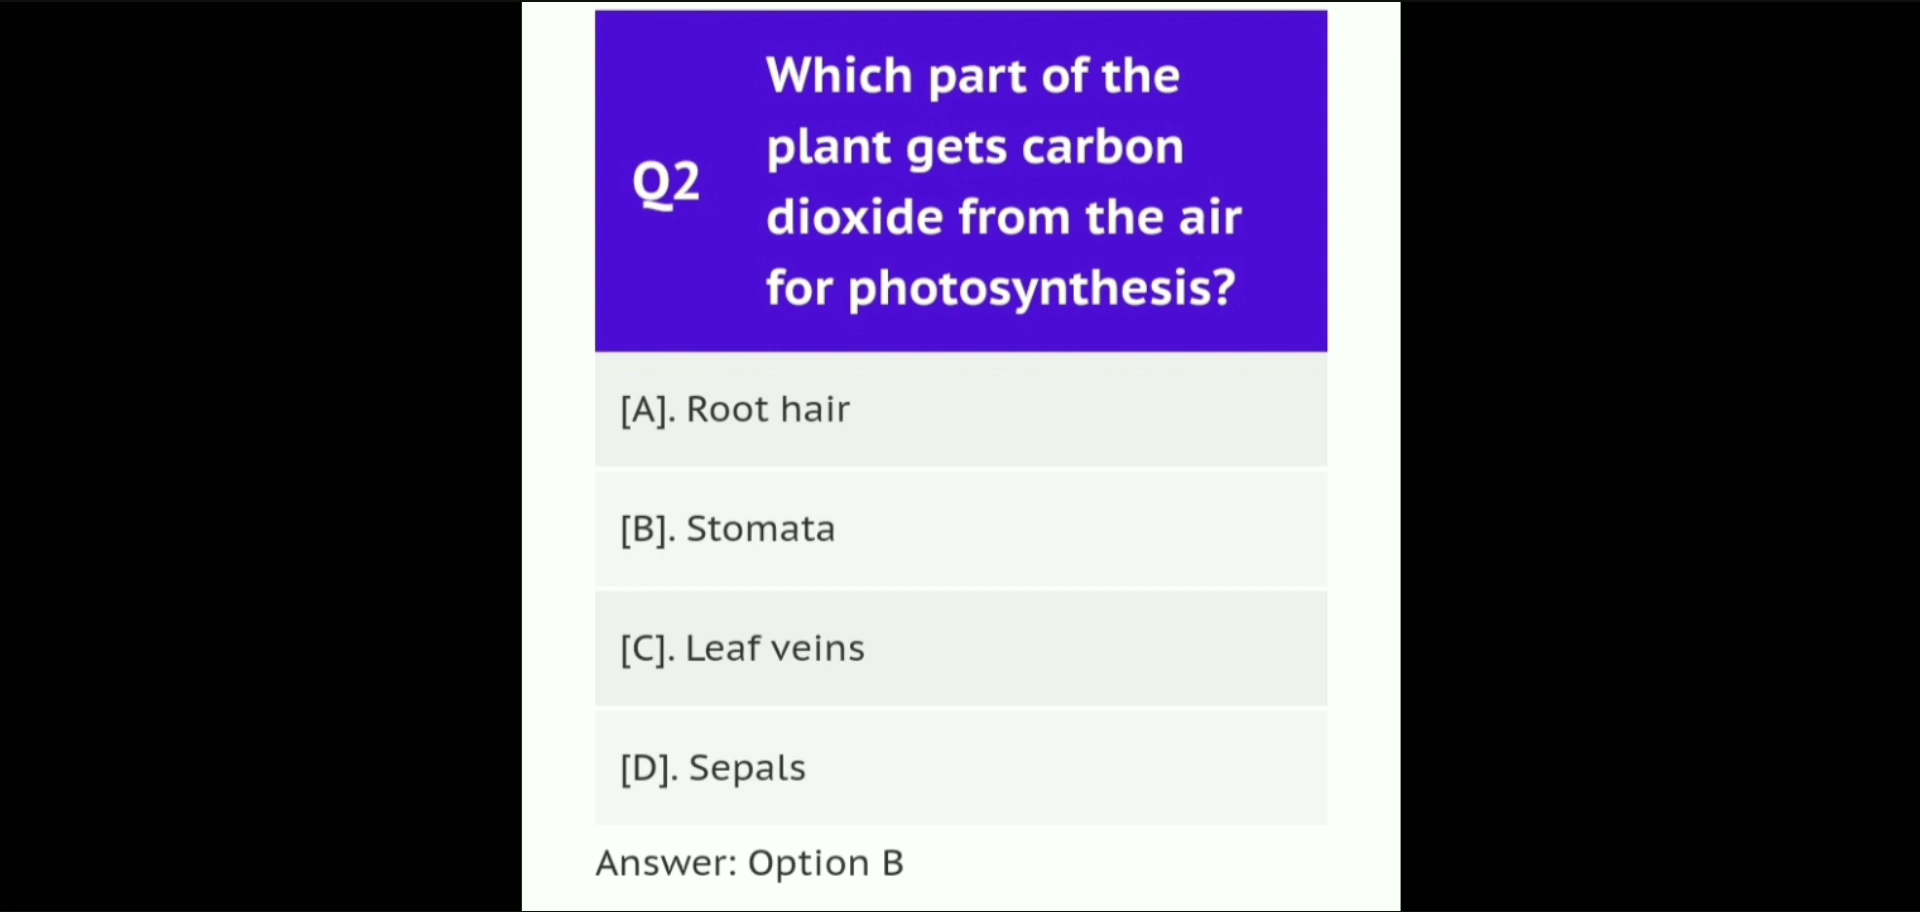 Q2
Which part of the
plant gets carbon
dioxide from the air
for photosynthesis?
[A]. Root hair
[B]. Stomata
[C]. Leaf veins
[D]. Sepals
Answer: Option B